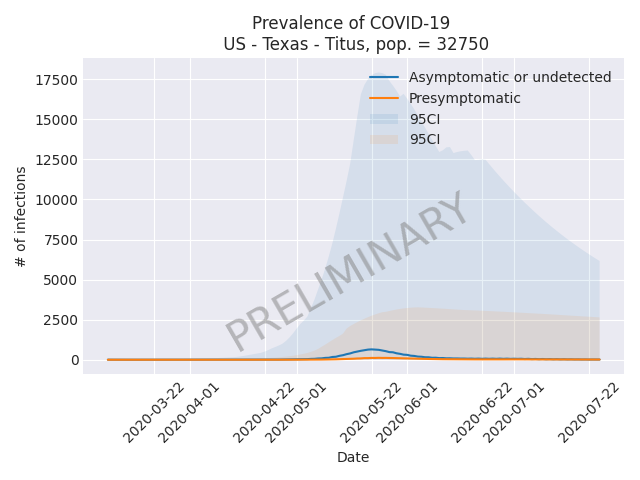 Prevalence of COVID-19
US - Texas - Titus, pop. = 32750
Asymptomatic or undetected
Presymptomatic
95CI
95CI
17500
15000
12500
10000
7500
5000
2500
0
# of infections
PRELIMINARY
2020-03-22
2020-04-01
2020-04-22
2020-05-01
2020-05-22
2020-06-01
2020-06-22
2020-07-01
2020-07-22
Date